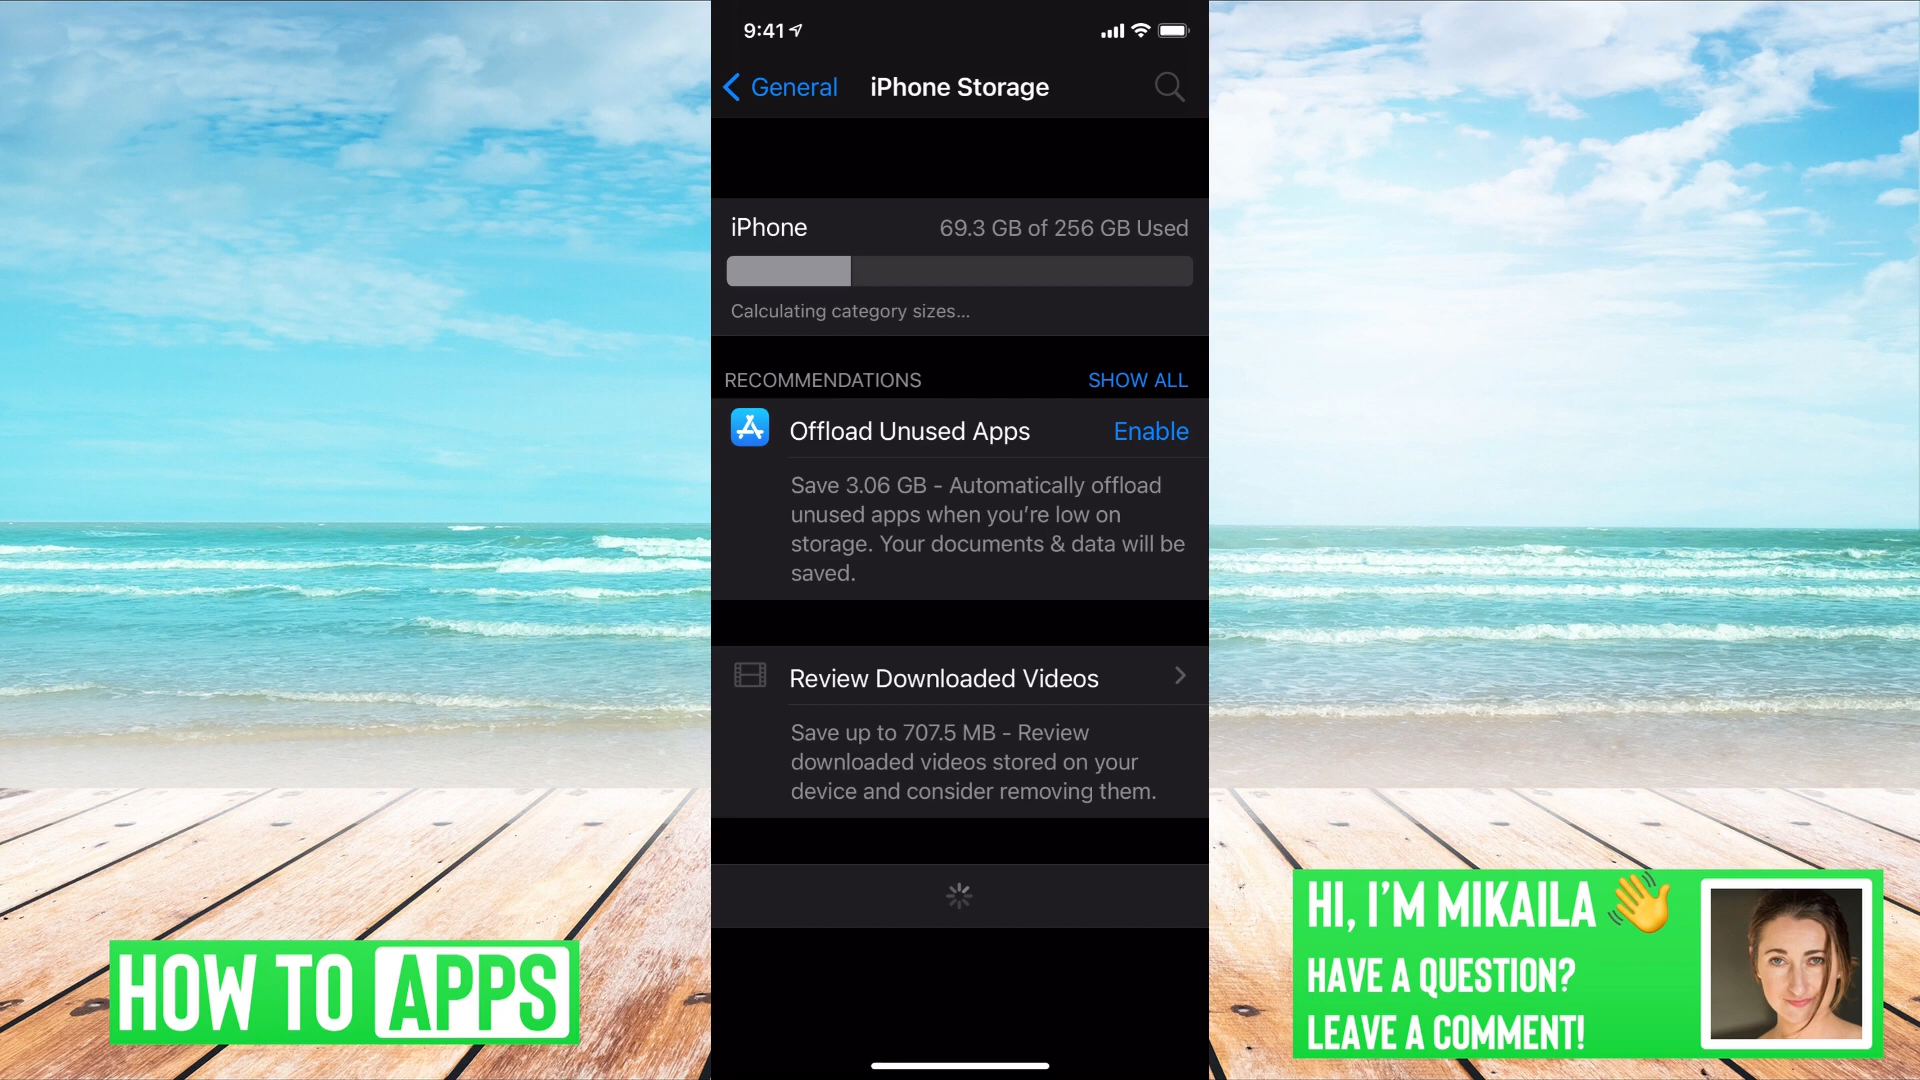 9:41
General
iPhone Storage
iPhone
69.3 GB of 256 GB Used
Calculating category sizes...
RECOMMENDATIONS
SHOW ALL
Offload Unused Apps
Enable
Save 3.06 GB - Automatically offload
unused apps when you're low on
storage. Your documents & data will be
saved.
Review Downloaded Videos
Save up to 707.5 MB - Review
downloaded videos stored on your
device and consider removing them.
HOW TO APPS
HI, I'M MIKAILA 👋
HAVE A QUESTION?
LEAVE A COMMENT!